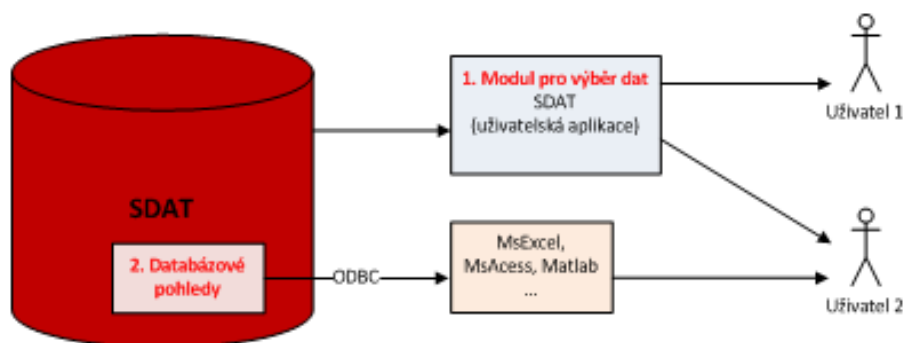 1. Modul pro výběr dat
SDAT
(uživatelská aplikace)
Uživatel 1
SDAT
2. Databázové
pohledy
ODBC
MsExcel,
MsAcess, Matlab
...
Uživatel 2